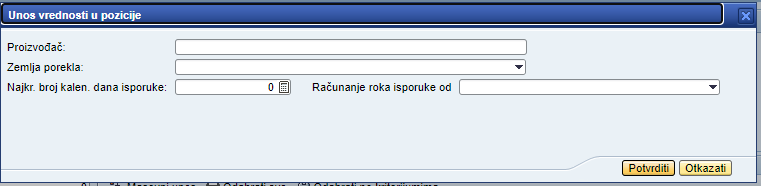 Unos vrednosti u pozicije
Proizvođač:
Zemlja porekla:
Najkr. broj kalen. dana isporuke: 0 Računanje roka isporuke od
Potvrditi Otkazati